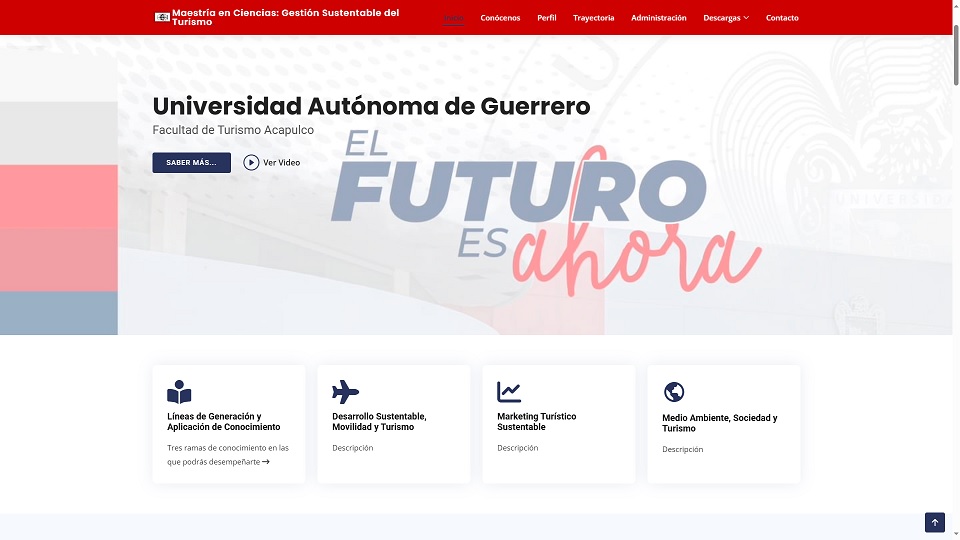 Maestría en Ciencias: Gestión Sustentable del
Turismo
Inicio
Conócenos
Perfil
Trayectoria
Administración
Descargas
Contacto
Universidad Autónoma de Guerrero
Facultad de Turismo Acapulco
SABER MÁS...
Ver Video
EL
FUTURO
ES ahora
UNIVERSIDA
Líneas de Generación y
Aplicación de Conocimiento
Tres ramas de conocimiento en las
que podrás desempeñarte →
Desarrollo Sustentable,
Movilidad y Turismo
Descripción
Marketing Turístico
Sustentable
Descripción
Medio Ambiente, Sociedad y
Turismo
Descripción